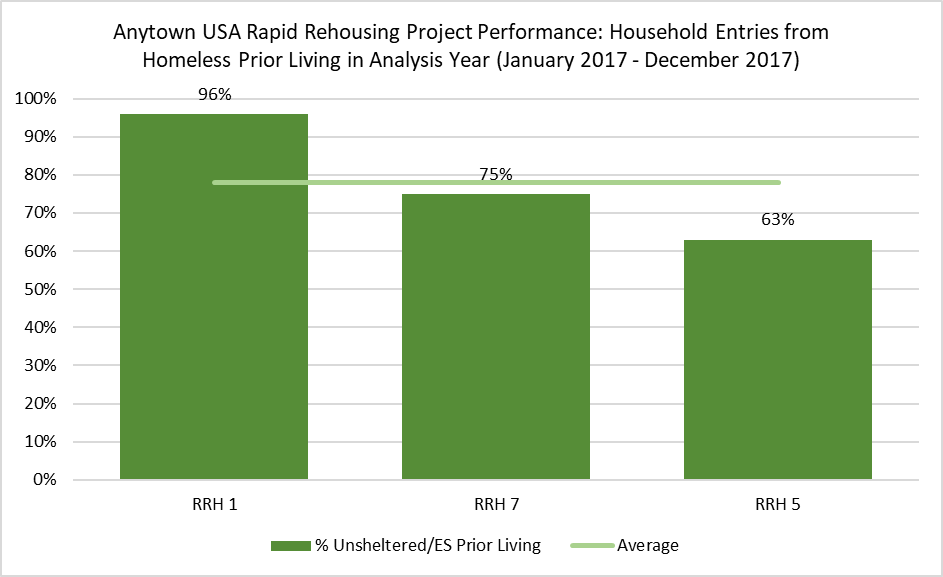 Anytown USA Rapid Rehousing Project Performance: Household Entries from
Homeless Prior Living in Analysis Year (January 2017 - December 2017)
100%
90%
80%
70%
60%
50%
40%
30%
20%
10%
0%
96%
75%
63%
RRH 1
RRH 7
RRH 5
% Unsheltered/ES Prior Living
Average